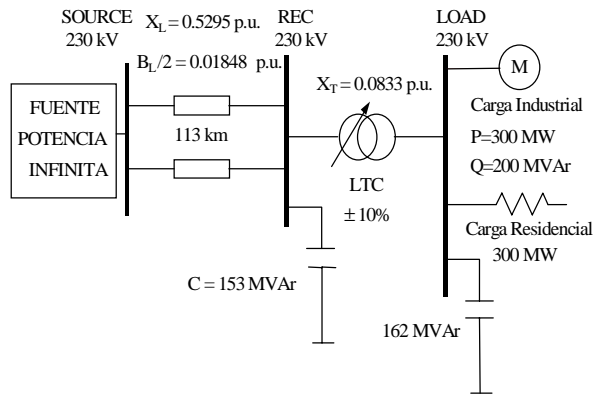 SOURCE
230 kV
X_L = 0.5295 p.u.
B_L/2 = 0.01848 p.u.
REC
230 kV
LOAD
230 kV
X_T = 0.0833 p.u.
M
FUENTE
POTENCIA
INFINITA
113 km
LTC
± 10%
Carga Industrial
P=300 MW
Q=200 MVAr
Carga Residencial
300 MW
C = 153 MVAr
162 MVAr